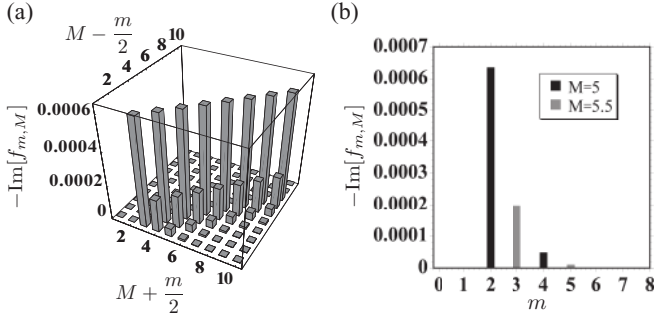 (a)
M − m/2
10
8
6
4
2
0.0006
0.0004
0.0002
0
−Im[f_{m,M}]
2
4
6
8
10
M + m/2
(b)
0.0007
0.0006
0.0005
0.0004
0.0003
0.0002
0.0001
0
−Im[f_{m,M}]
M=5
M=5.5
0 1 2 3 4 5 6 7 8
m